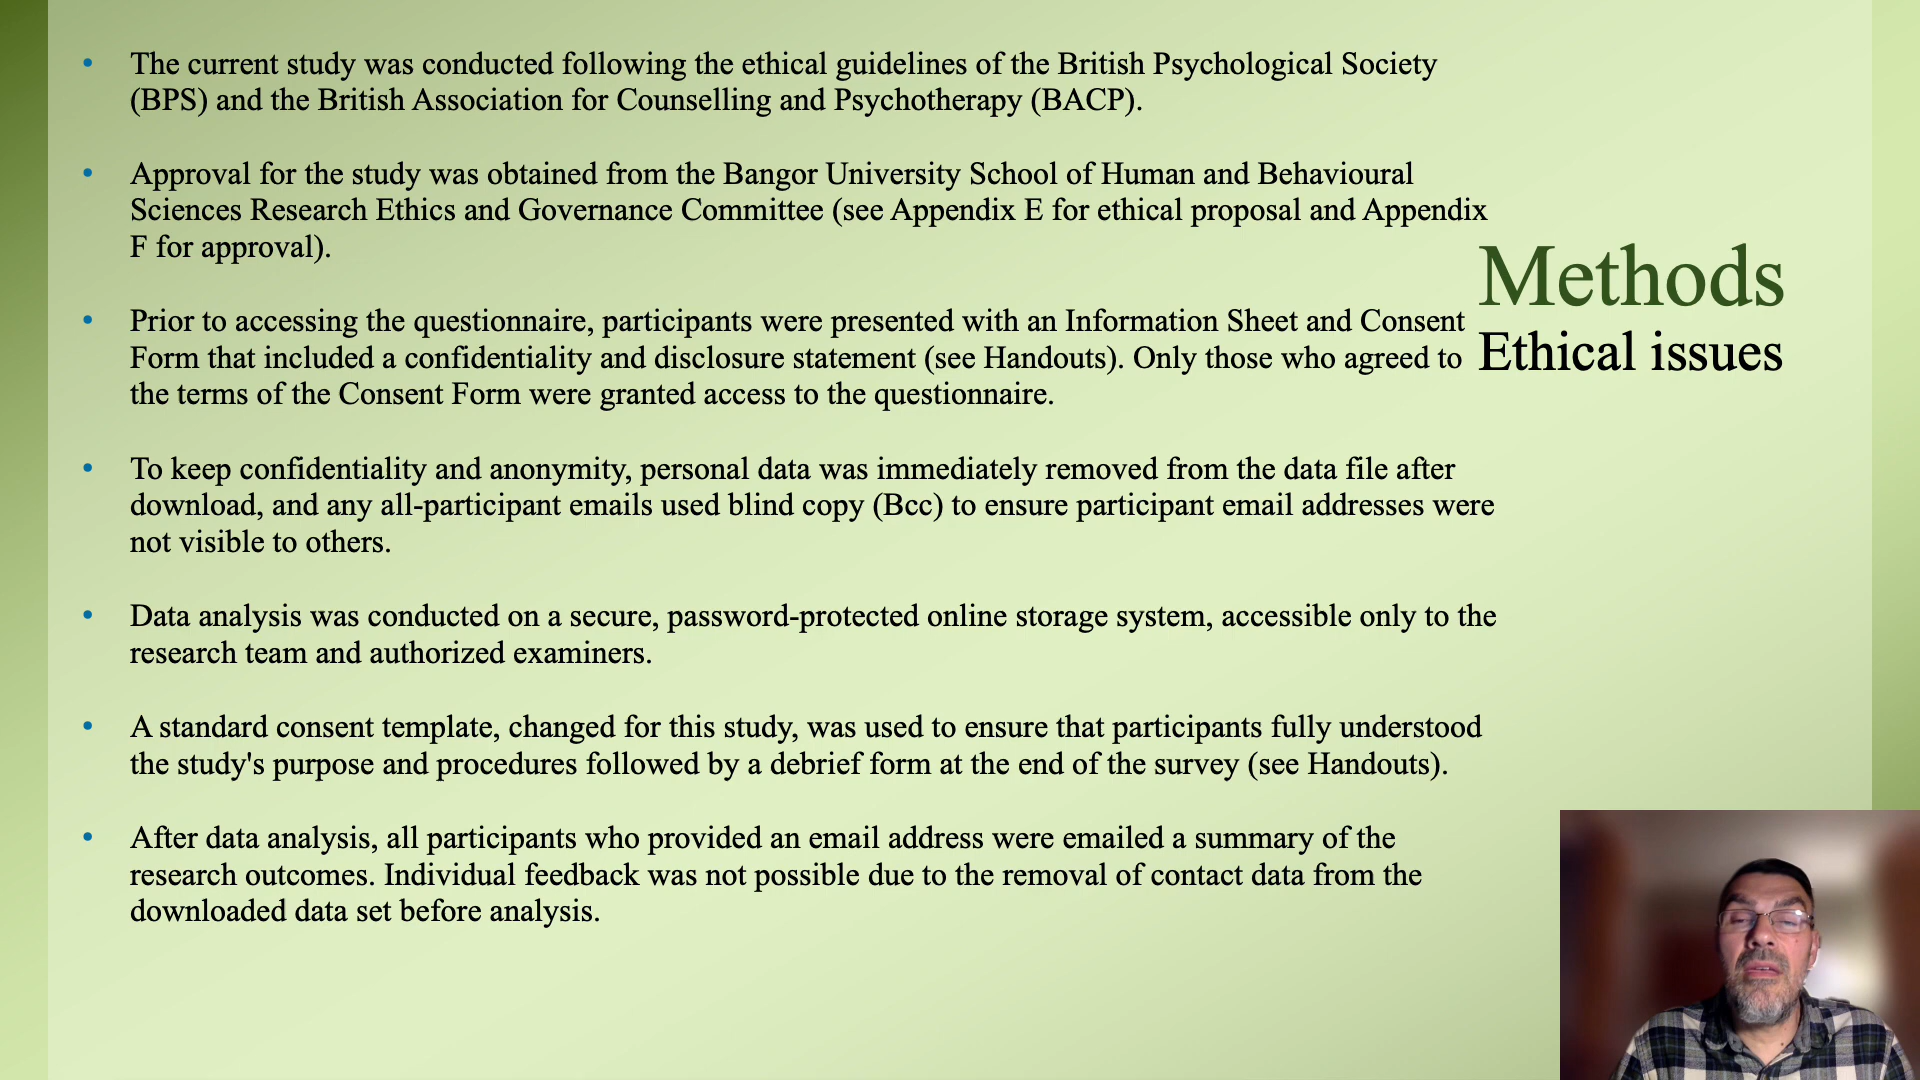 The current study was conducted following the ethical guidelines of the British Psychological Society
(BPS) and the British Association for Counselling and Psychotherapy (BACP).
Approval for the study was obtained from the Bangor University School of Human and Behavioural
Sciences Research Ethics and Governance Committee (see Appendix E for ethical proposal and Appendix
F for approval).
Prior to accessing the questionnaire, participants were presented with an Information Sheet and Consent
Form that included a confidentiality and disclosure statement (see Handouts). Only those who agreed to
the terms of the Consent Form were granted access to the questionnaire.
To keep confidentiality and anonymity, personal data was immediately removed from the data file after
download, and any all-participant emails used blind copy (Bcc) to ensure participant email addresses were
not visible to others.
Data analysis was conducted on a secure, password-protected online storage system, accessible only to the
research team and authorized examiners.
A standard consent template, changed for this study, was used to ensure that participants fully understood
the study's purpose and procedures followed by a debrief form at the end of the survey (see Handouts).
After data analysis, all participants who provided an email address were emailed a summary of the
research outcomes. Individual feedback was not possible due to the removal of contact data from the
downloaded data set before analysis.
Methods
Ethical issues